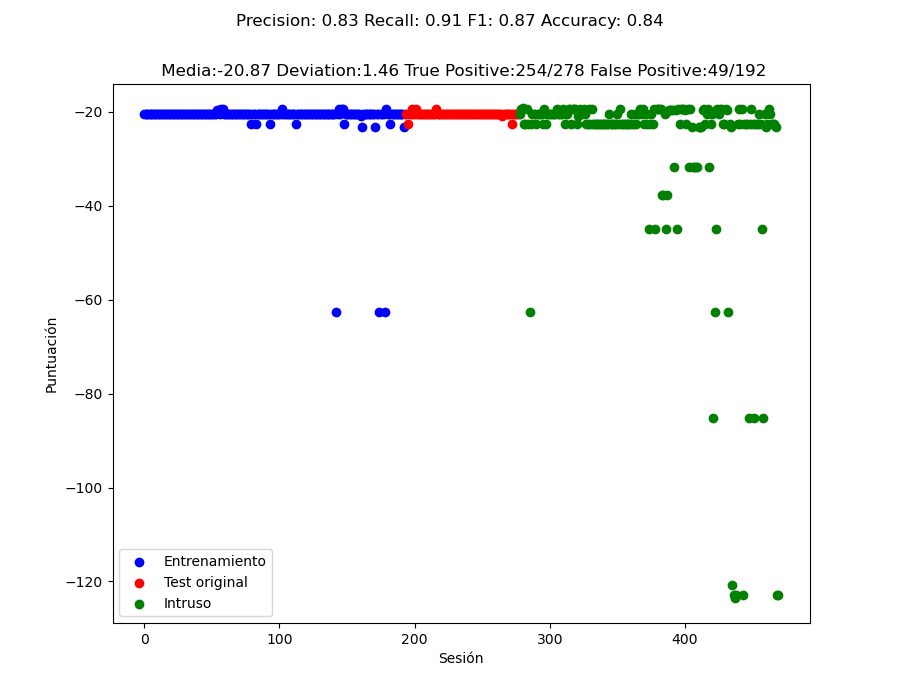 Precision: 0.83 Recall: 0.91 F1: 0.87 Accuracy: 0.84
Media:-20.87 Deviation:1.46 True Positive:254/278 False Positive:49/192
−20
−40
−60
−80
−100
−120
Puntuación
Entrenamiento
Test original
Intruso
0 100 200 300 400
Sesión